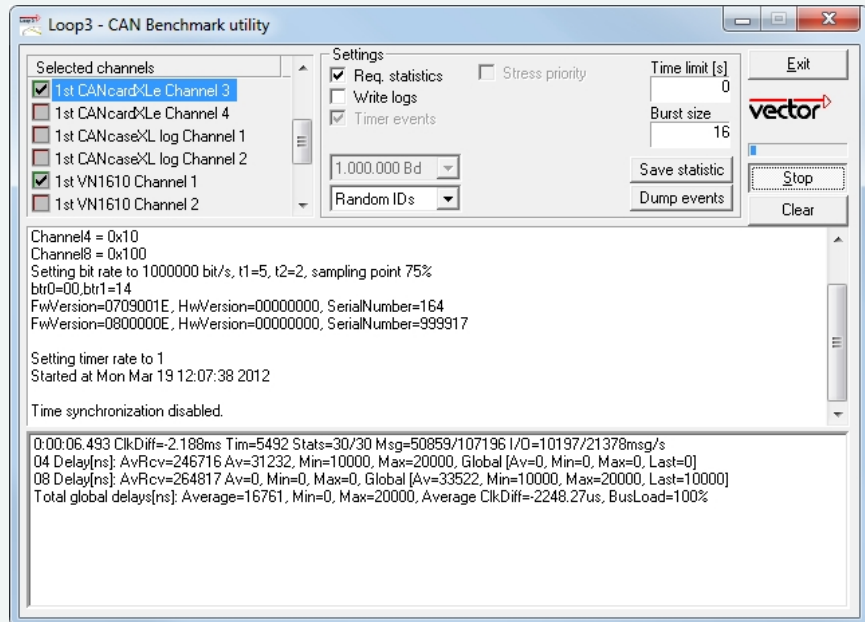 Loop3 - CAN Benchmark utility
Selected channels
1st CANcardXLe Channel 3
1st CANcardXLe Channel 4
1st CANcaseXL log Channel 1
1st CANcaseXL log Channel 2
1st VN1610 Channel 1
1st VN1610 Channel 2
Settings
Req. statistics
Write logs
Timer events
Stress priority
1.000.000 Bd
Random IDs
Time limit [s]
0
Burst size
16
Save statistic
Dump events
Exit
vector
Stop
Clear
Channel4 = 0x10
Channel8 = 0x100
Setting bit rate to 1000000 bit/s, t1=5, t2=2, sampling point 75%
btr0=00,btr1=14
FwVersion=0709001E, HwVersion=00000000, SerialNumber=164
FwVersion=0800000E, HwVersion=00000000, SerialNumber=999917
Setting timer rate to 1
Started at Mon Mar 19 12:07:38 2012
Time synchronization disabled.
0:00:06.493 ClkDiff=-2.188ms Tim=5492 Stats=30/30 Msg=50859/107196 I/O=10197/21378msg/s
04 Delay[ns]: AvRcv=246716 Av=31232, Min=10000, Max=20000, Global [Av=0, Min=0, Max=0, Last=0]
08 Delay[ns]: AvRcv=264817 Av=0, Min=0, Max=0, Global [Av=33522, Min=10000, Max=20000, Last=10000]
Total global delays[ns]: Average=16761, Min=0, Max=20000, Average ClkDiff=-2248.27us, BusLoad=100%